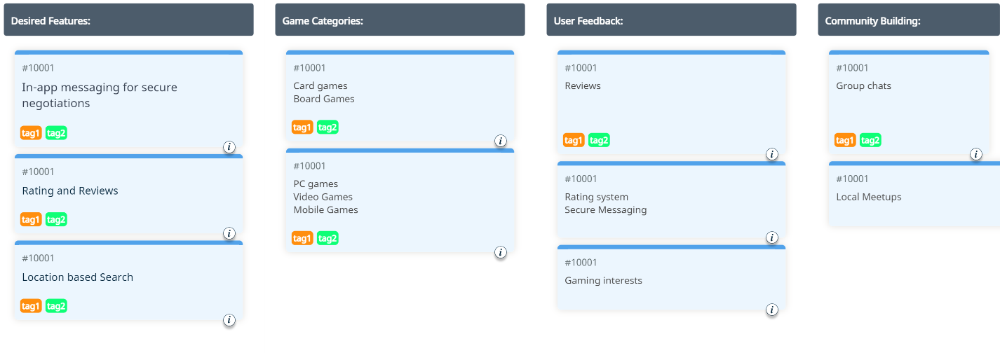 Desired Features:
#10001
In-app messaging for secure
negotiations
tag1 tag2
i
#10001
Rating and Reviews
tag1 tag2
i
#10001
Location based Search
tag1 tag2
i
Game Categories:
#10001
Card games
Board Games
tag1 tag2
i
#10001
PC games
Video Games
Mobile Games
tag1 tag2
i
User Feedback:
#10001
Reviews
tag1 tag2
i
#10001
Rating system
Secure Messaging
i
#10001
Gaming interests
i
Community Building:
#10001
Group chats
tag1 tag2
i
#10001
Local Meetups